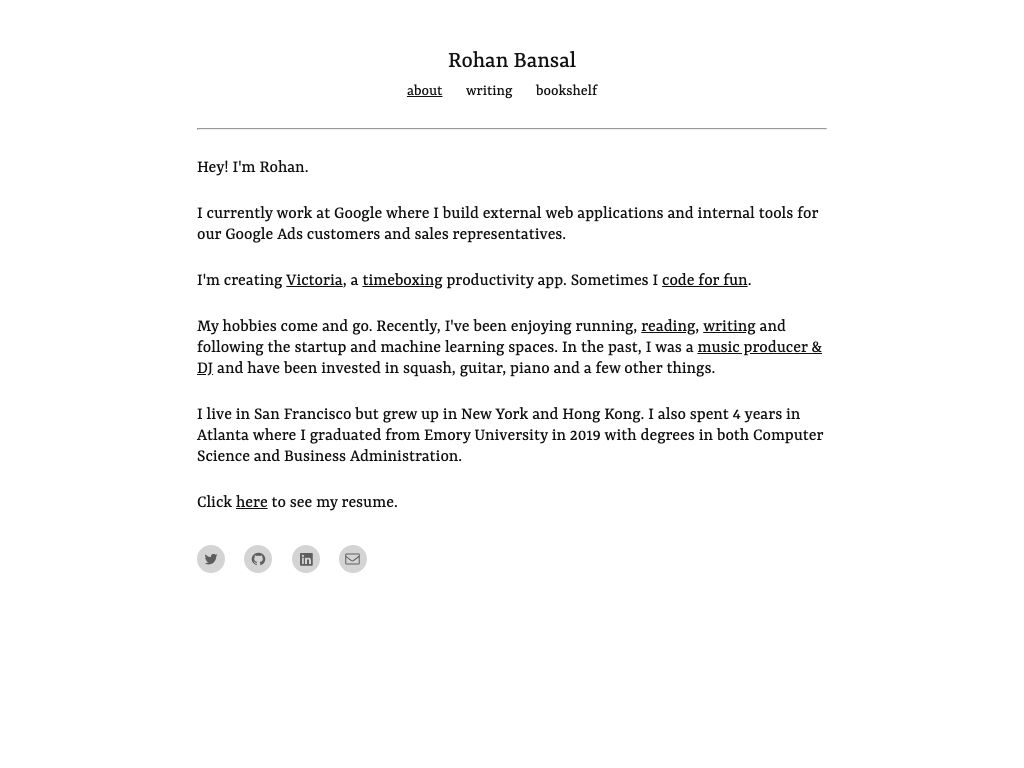 Rohan Bansal
about writing bookshelf
Hey! I'm Rohan.
I currently work at Google where I build external web applications and internal tools for
our Google Ads customers and sales representatives.
I'm creating Victoria, a timeboxing productivity app. Sometimes I code for fun.
My hobbies come and go. Recently, I've been enjoying running, reading, writing and
following the startup and machine learning spaces. In the past, I was a music producer &
DJ and have been invested in squash, guitar, piano and a few other things.
I live in San Francisco but grew up in New York and Hong Kong. I also spent 4 years in
Atlanta where I graduated from Emory University in 2019 with degrees in both Computer
Science and Business Administration.
Click here to see my resume.